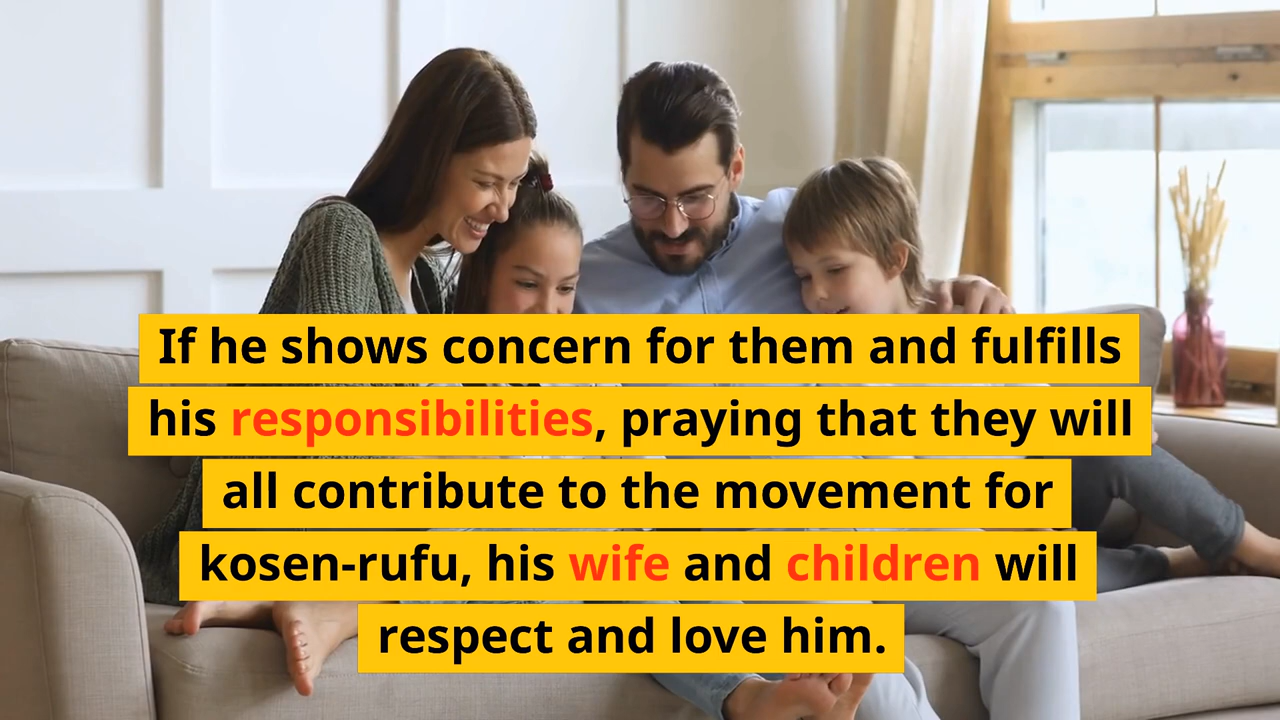 If he shows concern for them and fulfills
his responsibilities, praying that they will
all contribute to the movement for
kosen-rufu, his wife and children will
respect and love him.